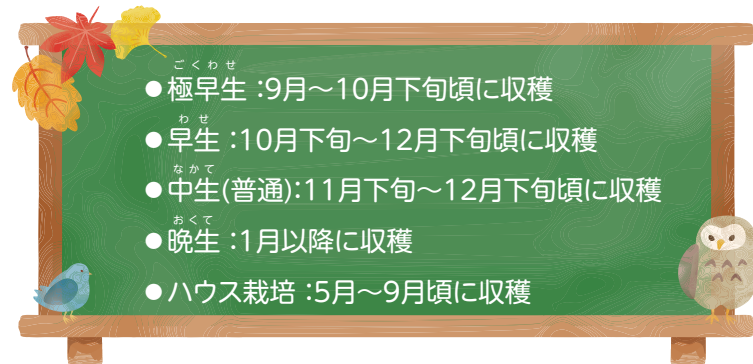 ごくわせ
●極早生：9月～10月下旬頃に収穫
わせ
●早生：10月下旬～12月下旬頃に収穫
なかて
●中生(普通)：11月下旬～12月下旬頃に収穫
おくて
●晩生：1月以降に収穫
●ハウス栽培：5月～9月頃に収穫